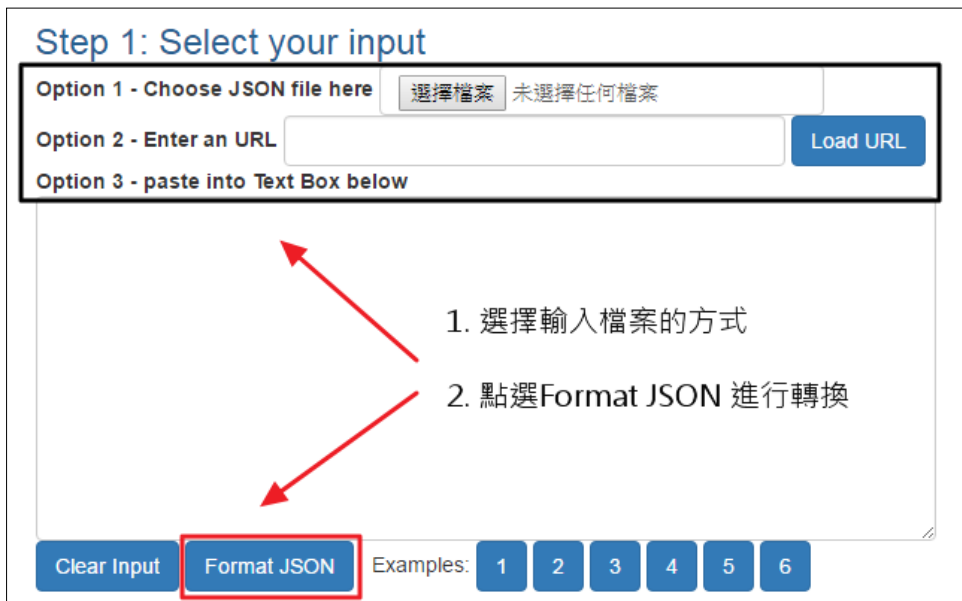 Step 1: Select your input
Option 1 - Choose JSON file here 選擇檔案 未選擇任何檔案
Option 2 - Enter an URL Load URL
Option 3 - paste into Text Box below
1. 選擇輸入檔案的方式
2. 點選Format JSON 進行轉換
Clear Input Format JSON Examples: 1 2 3 4 5 6